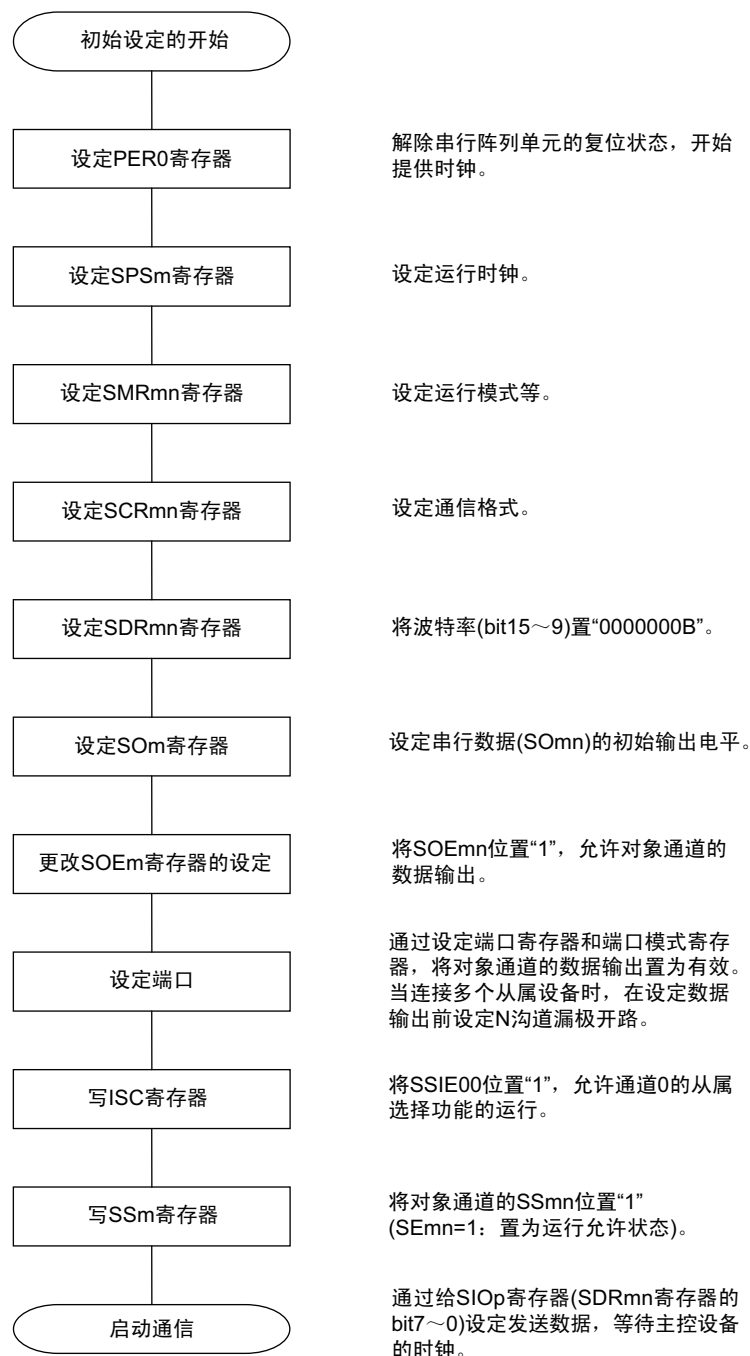 初始设定的开始
设定PER0寄存器
解除串行阵列单元的复位状态，开始
提供时钟。
设定SPSm寄存器
设定运行时钟。
设定SMRmn寄存器
设定运行模式等。
设定SCRmn寄存器
设定通信格式。
设定SDRmn寄存器
将波特率(bit15～9)置“0000000B”。
设定SOm寄存器
设定串行数据(SOmn)的初始输出电平。
更改SOEm寄存器的设定
将SOEmn位置“1”，允许对象通道的
数据输出。
设定端口
通过设定端口寄存器和端口模式寄存
器，将对象通道的数据输出置为有效。
当连接多个从属设备时，在设定数据
输出前设定N沟道漏极开路。
写ISC寄存器
将SSIE00位置“1”，允许通道0的从属
选择功能的运行。
写SSm寄存器
将对象通道的SSmn位置“1”
(SEmn=1：置为运行允许状态)。
启动通信
通过给SIOp寄存器(SDRmn寄存器的
bit7～0)设定发送数据，等待主控设备
的时钟。